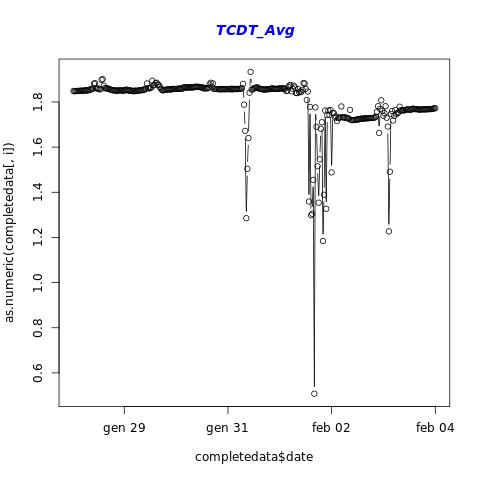 TCDT_Avg
as.numeric(completedata[, i])
1.8
1.6
1.4
1.2
1.0
0.8
0.6
gen 29
gen 31
feb 02
feb 04
completedata$date